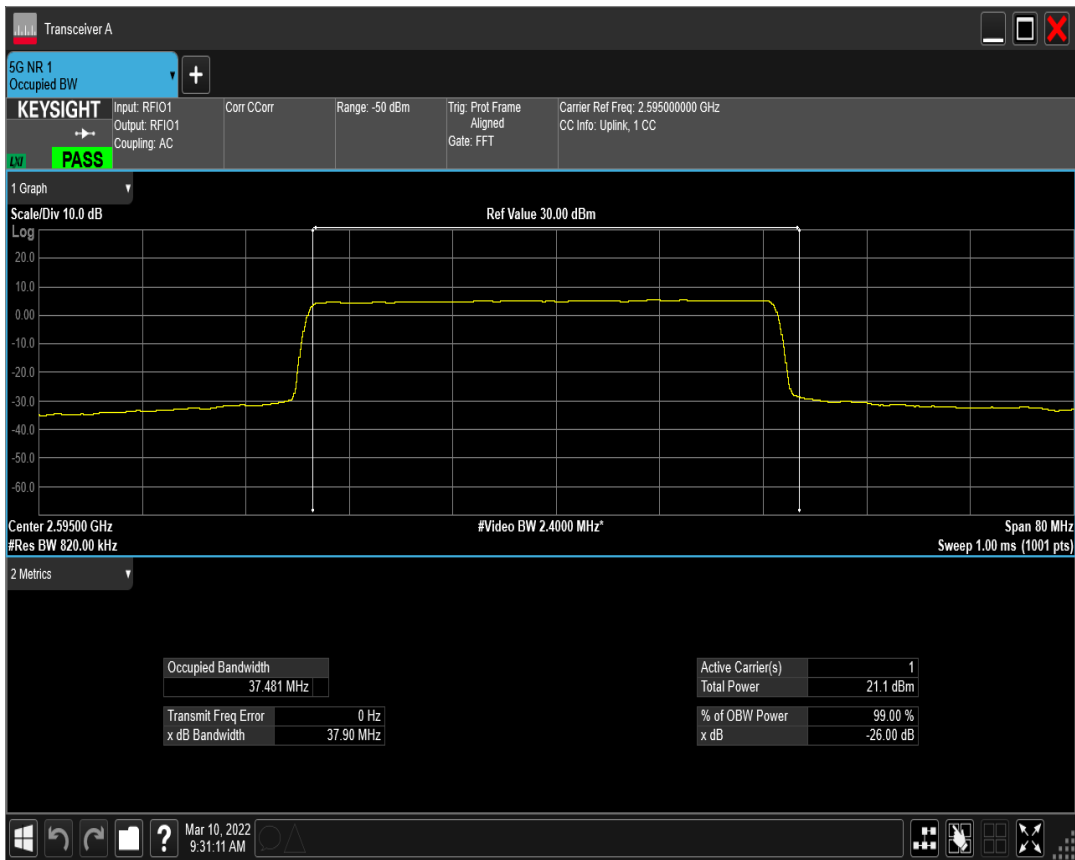 Transceiver A
5G NR 1
Occupied BW
KEYSIGHT
LXI
PASS
Input: RFIO1
Output: RFIO1
Coupling: AC
Corr CCorr
Range: -50 dBm
Trig: Prot Frame
Aligned
Gate: FFT
Carrier Ref Freq: 2.595000000 GHz
CC Info: Uplink, 1 CC
1 Graph
Scale/Div 10.0 dB
Ref Value 30.00 dBm
Log
20.0
10.0
0.00
-10.0
-20.0
-30.0
-40.0
-50.0
-60.0
Center 2.59500 GHz
#Video BW 2.4000 MHz*
Span 80 MHz
#Res BW 820.00 kHz
Sweep 1.00 ms (1001 pts)
2 Metrics
Occupied Bandwidth
37.481 MHz
Transmit Freq Error 0 Hz
x dB Bandwidth 37.90 MHz
Active Carrier(s) 1
Total Power 21.1 dBm
% of OBW Power 99.00 %
x dB -26.00 dB
?
Mar 10, 2022
9:31:11 AM